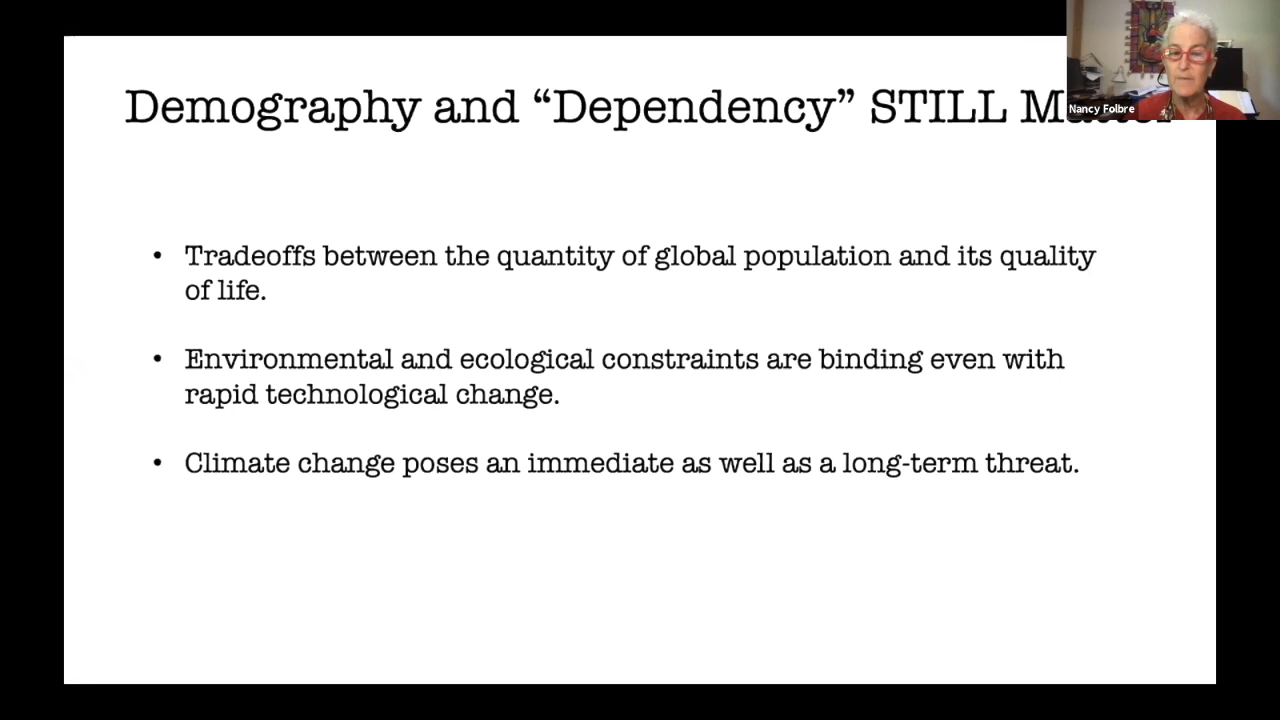 Demography and “Dependency” STILL
Nancy Folbre
• Tradeoffs between the quantity of global population and its quality
of life.
• Environmental and ecological constraints are binding even with
rapid technological change.
• Climate change poses an immediate as well as a long-term threat.